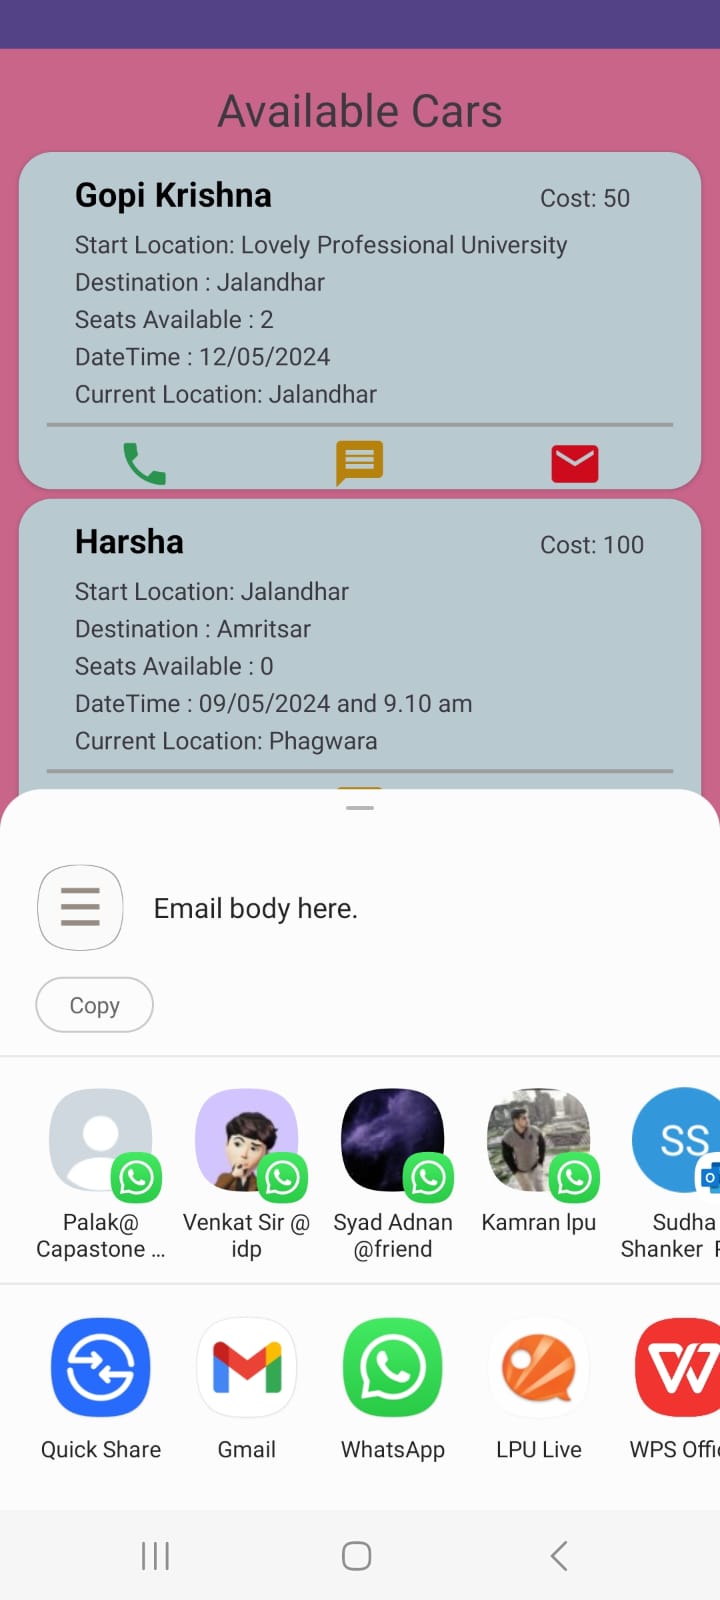 Available Cars
Gopi Krishna
Cost: 50
Start Location: Lovely Professional University
Destination : Jalandhar
Seats Available : 2
DateTime : 12/05/2024
Current Location: Jalandhar
Harsha
Cost: 100
Start Location: Jalandhar
Destination : Amritsar
Seats Available : 0
DateTime : 09/05/2024 and 9.10 am
Current Location: Phagwara
Email body here.
Copy
SS
Palak@
Capastone ...
Venkat Sir @
idp
Syad Adnan
@friend
Kamran lpu
Sudha
Shanker
Quick Share
Gmail
WhatsApp
LPU Live
WPS Offi